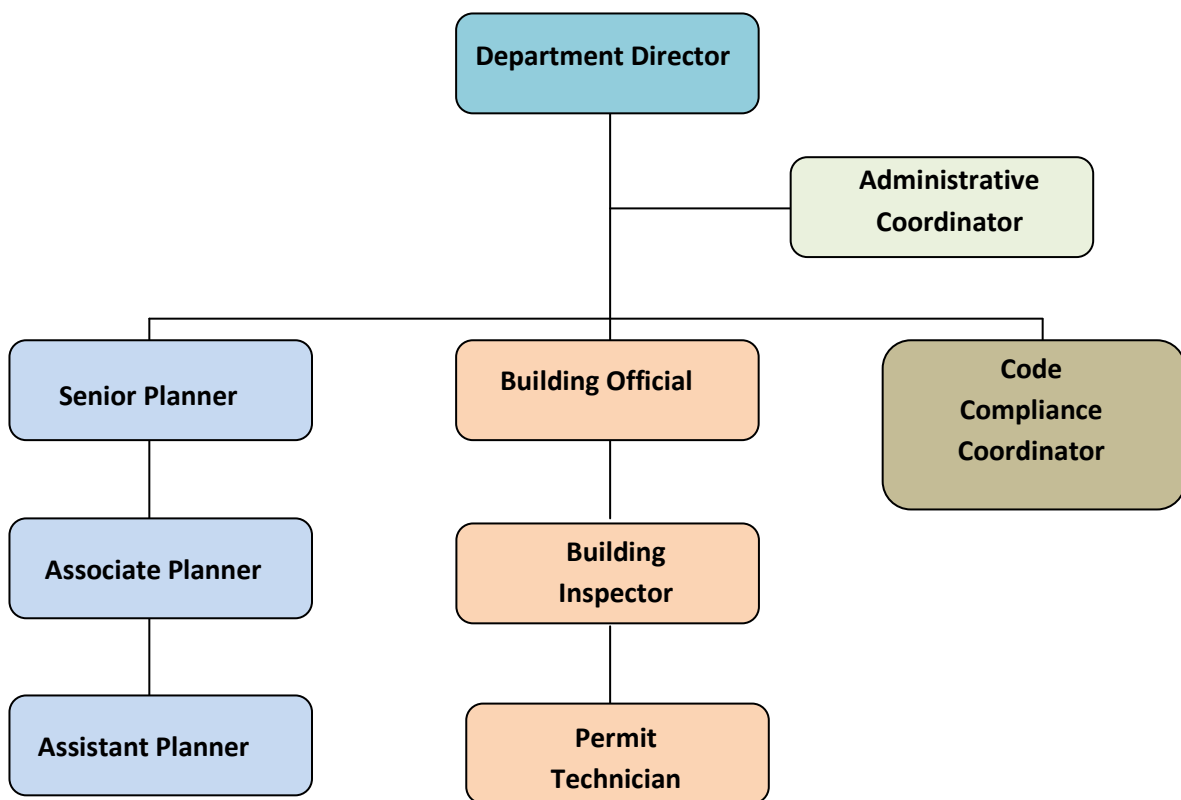 Department Director
Administrative
Coordinator
Senior Planner
Building Official
Code
Compliance
Coordinator
Associate Planner
Building
Inspector
Assistant Planner
Permit
Technician